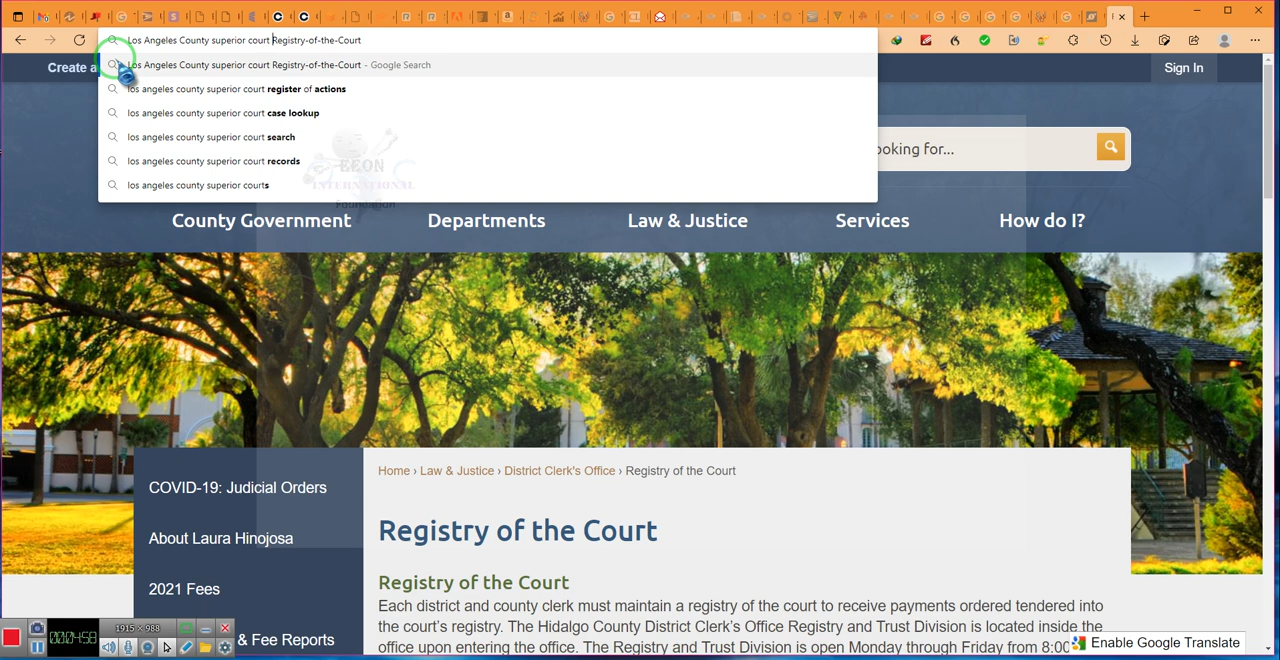 Los Angeles County superior court Registry-of-the-Court
Los Angeles County superior court Registry-of-the-Court - Google Search
los angeles county superior court register of actions
los angeles county superior court case lookup
los angeles county superior court search
los angeles county superior court records
los angeles county superior courts
EEON
INTERNATIONAL
Foundation
Create a
Sign In
ooking for...
County Government
Departments
Law & Justice
Services
How do I?
Home › Law & Justice › District Clerk's Office › Registry of the Court
COVID-19: Judicial Orders
About Laura Hinojosa
2021 Fees
& Fee Reports
Registry of the Court
Registry of the Court
Each district and county clerk must maintain a registry of the court to receive payments ordered tendered into
the court's registry. The Hidalgo County District Clerk's Office Registry and Trust Division is located inside the
office upon entering the office. The Registry and Trust Division is open Monday through Friday from 8:00
Enable Google Translate
1915 × 988
00:04:58